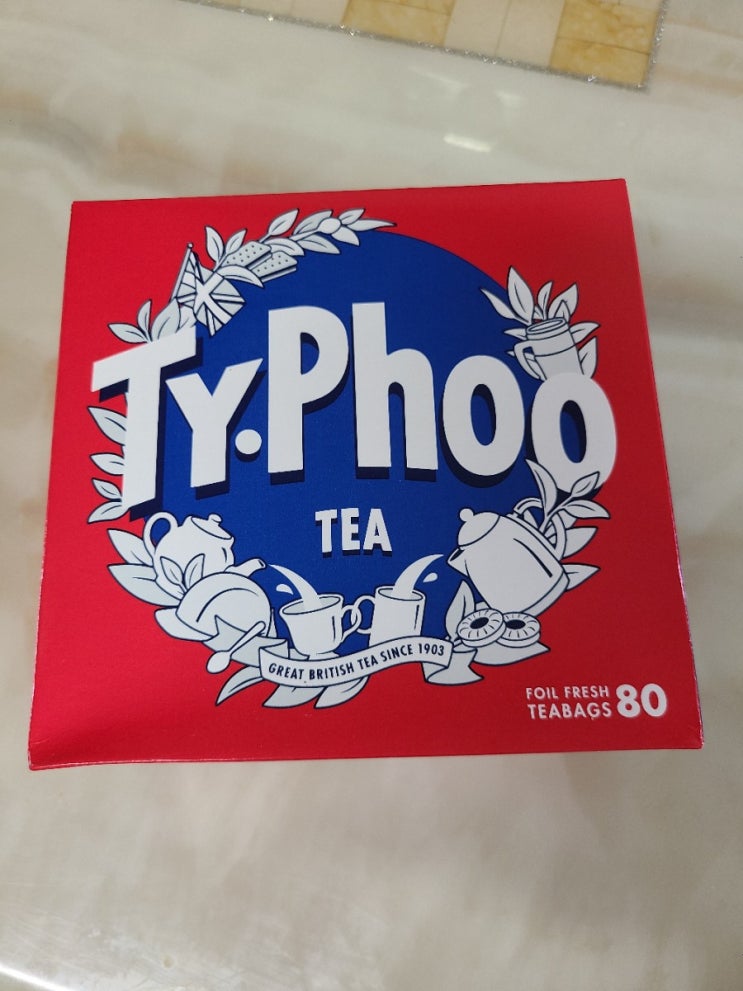 Ty.Phoo
TEA
GREAT BRITISH TEA SINCE 1903
FOIL FRESH
TEABAGS 80